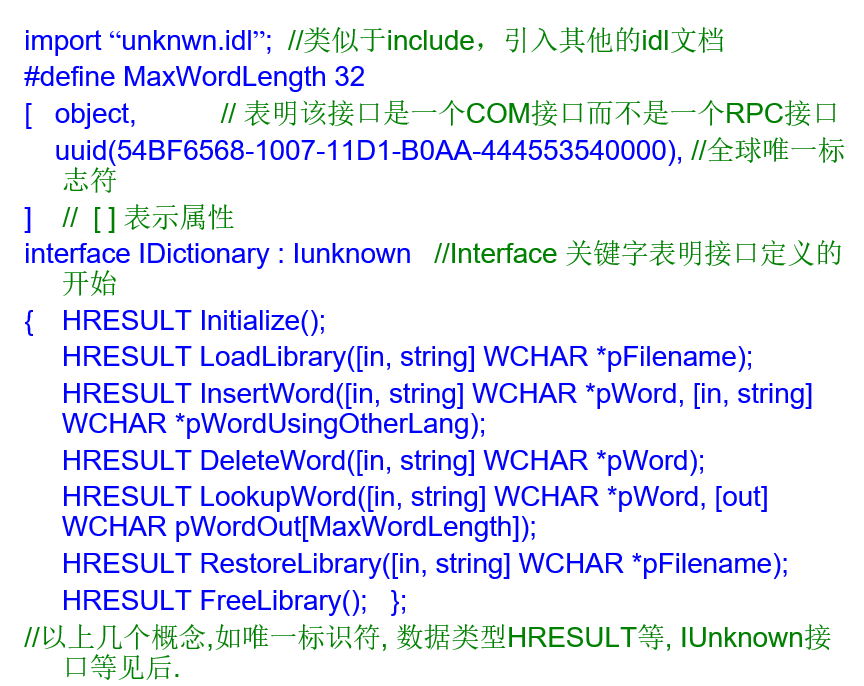 import “unknwn.idl”;  //类似于include，引入其他的idl文档
#define MaxWordLength 32
[   object,           // 表明该接口是一个COM接口而不是一个RPC接口
uuid(54BF6568-1007-11D1-B0AA-444553540000), //全球唯一标
志符
]    //  [ ] 表示属性
interface IDictionary : Iunknown   //Interface 关键字表明接口定义的
开始
{    HRESULT Initialize();
HRESULT LoadLibrary([in, string] WCHAR *pFilename);
HRESULT InsertWord([in, string] WCHAR *pWord, [in, string]
WCHAR *pWordUsingOtherLang);
HRESULT DeleteWord([in, string] WCHAR *pWord);
HRESULT LookupWord([in, string] WCHAR *pWord, [out]
WCHAR pWordOut[MaxWordLength]);
HRESULT RestoreLibrary([in, string] WCHAR *pFilename);
HRESULT FreeLibrary();   };
//以上几个概念,如唯一标识符, 数据类型HRESULT等, IUnknown接
口等见后.